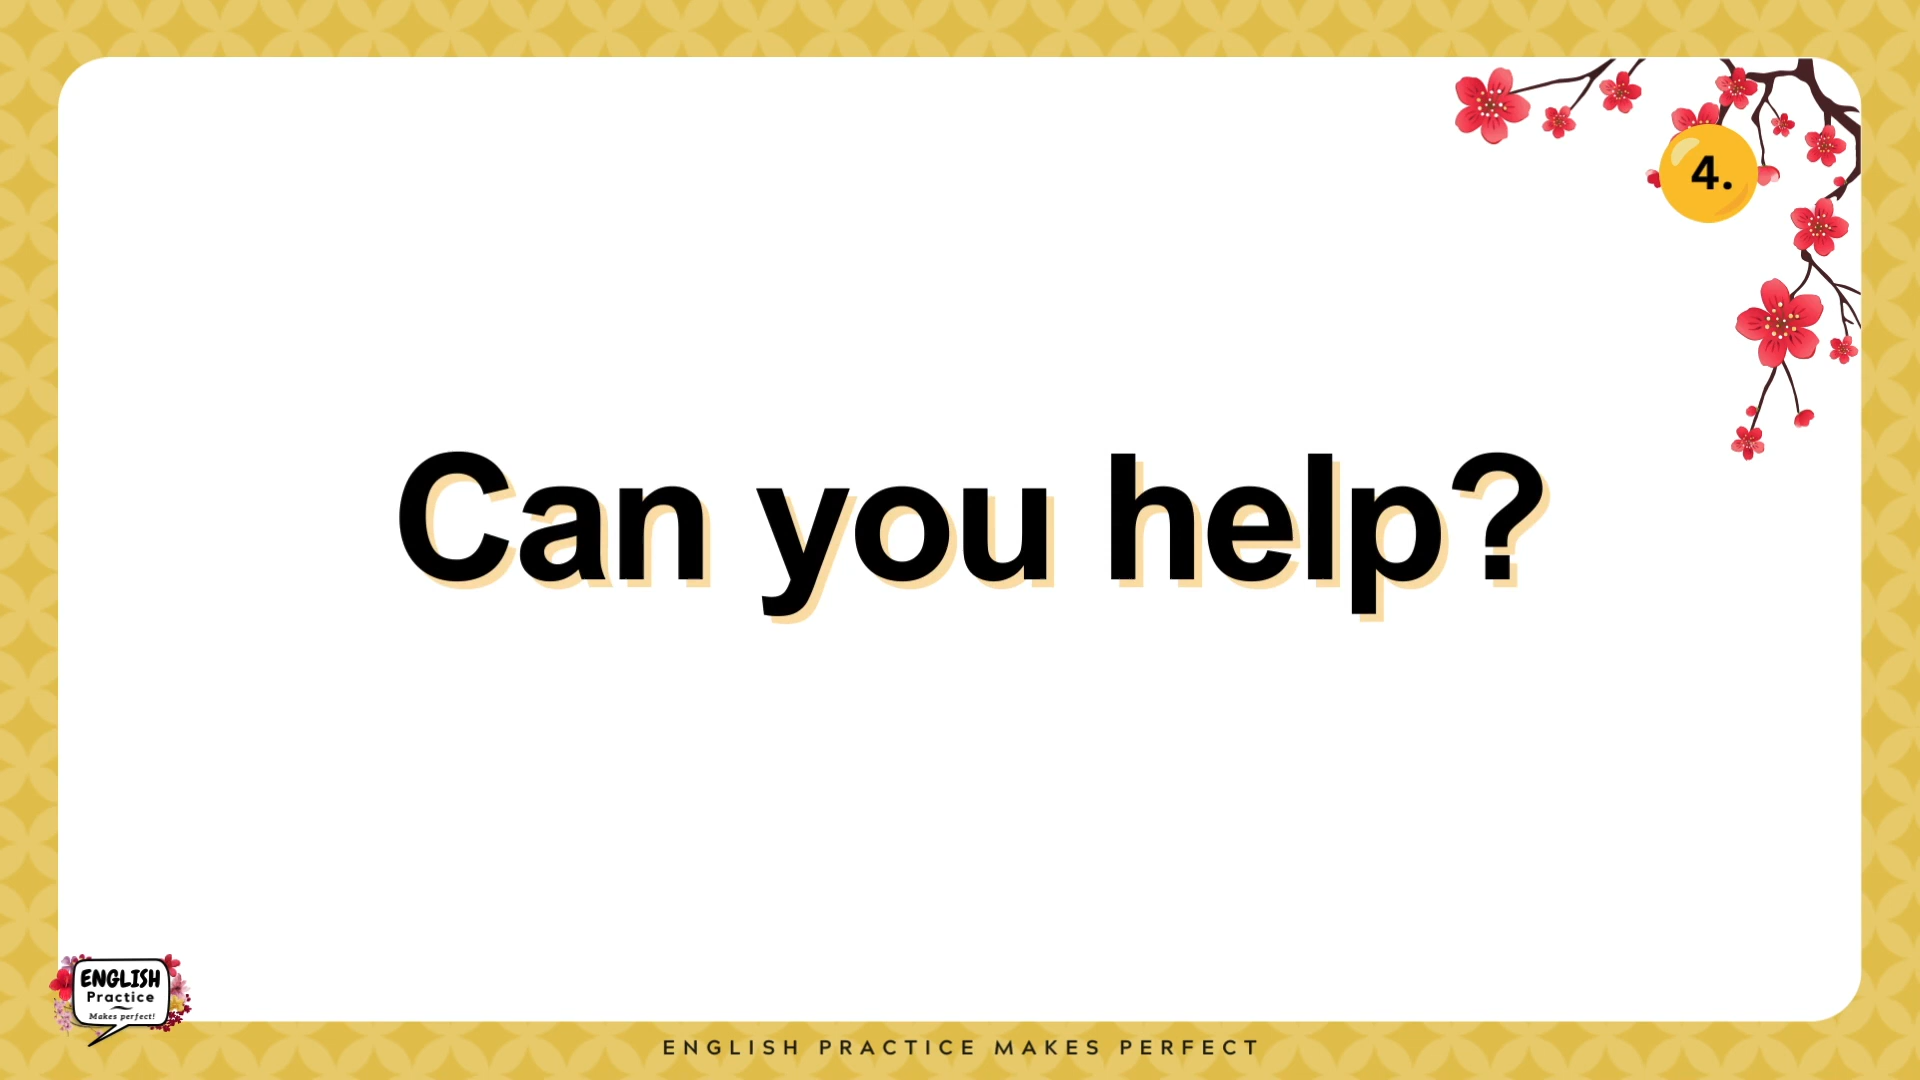 4.
Can you help?
ENGLISH
Practice
Makes perfect!
ENGLISH PRACTICE MAKES PERFECT